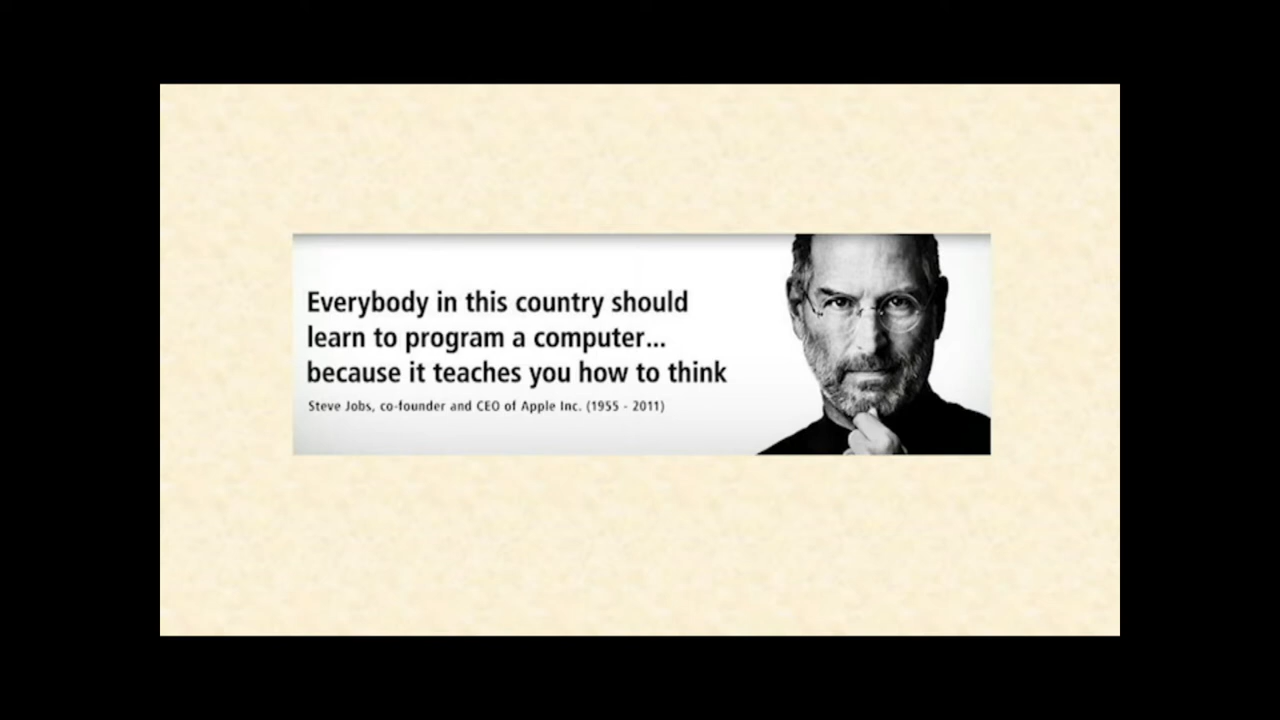 Everybody in this country should
learn to program a computer...
because it teaches you how to think
Steve Jobs, co-founder and CEO of Apple Inc. (1955 - 2011)